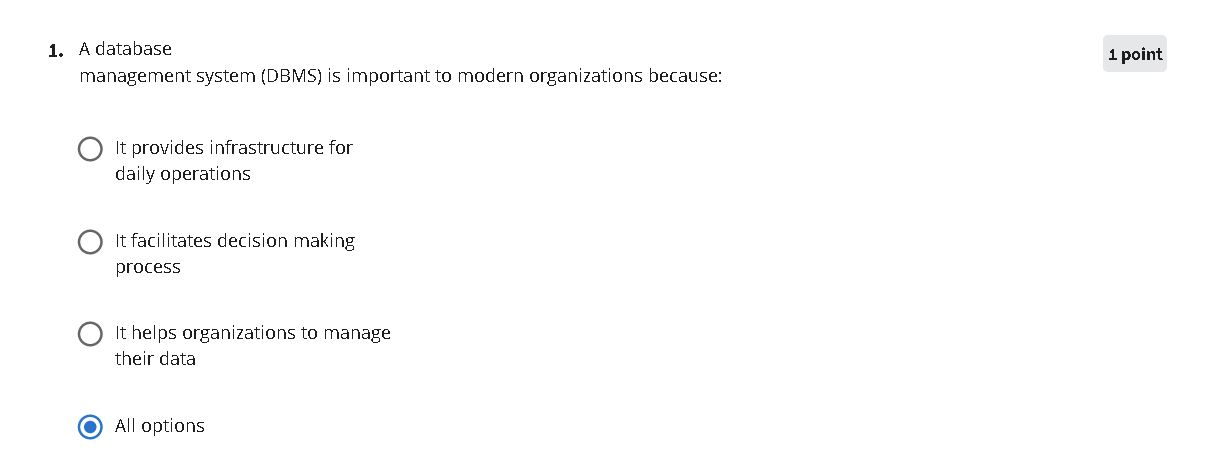 1. A database
1 point
management system (DBMS) is important to modern organizations because:
It provides infrastructure for
daily operations
It facilitates decision making
process
It helps organizations to manage
their data
All options